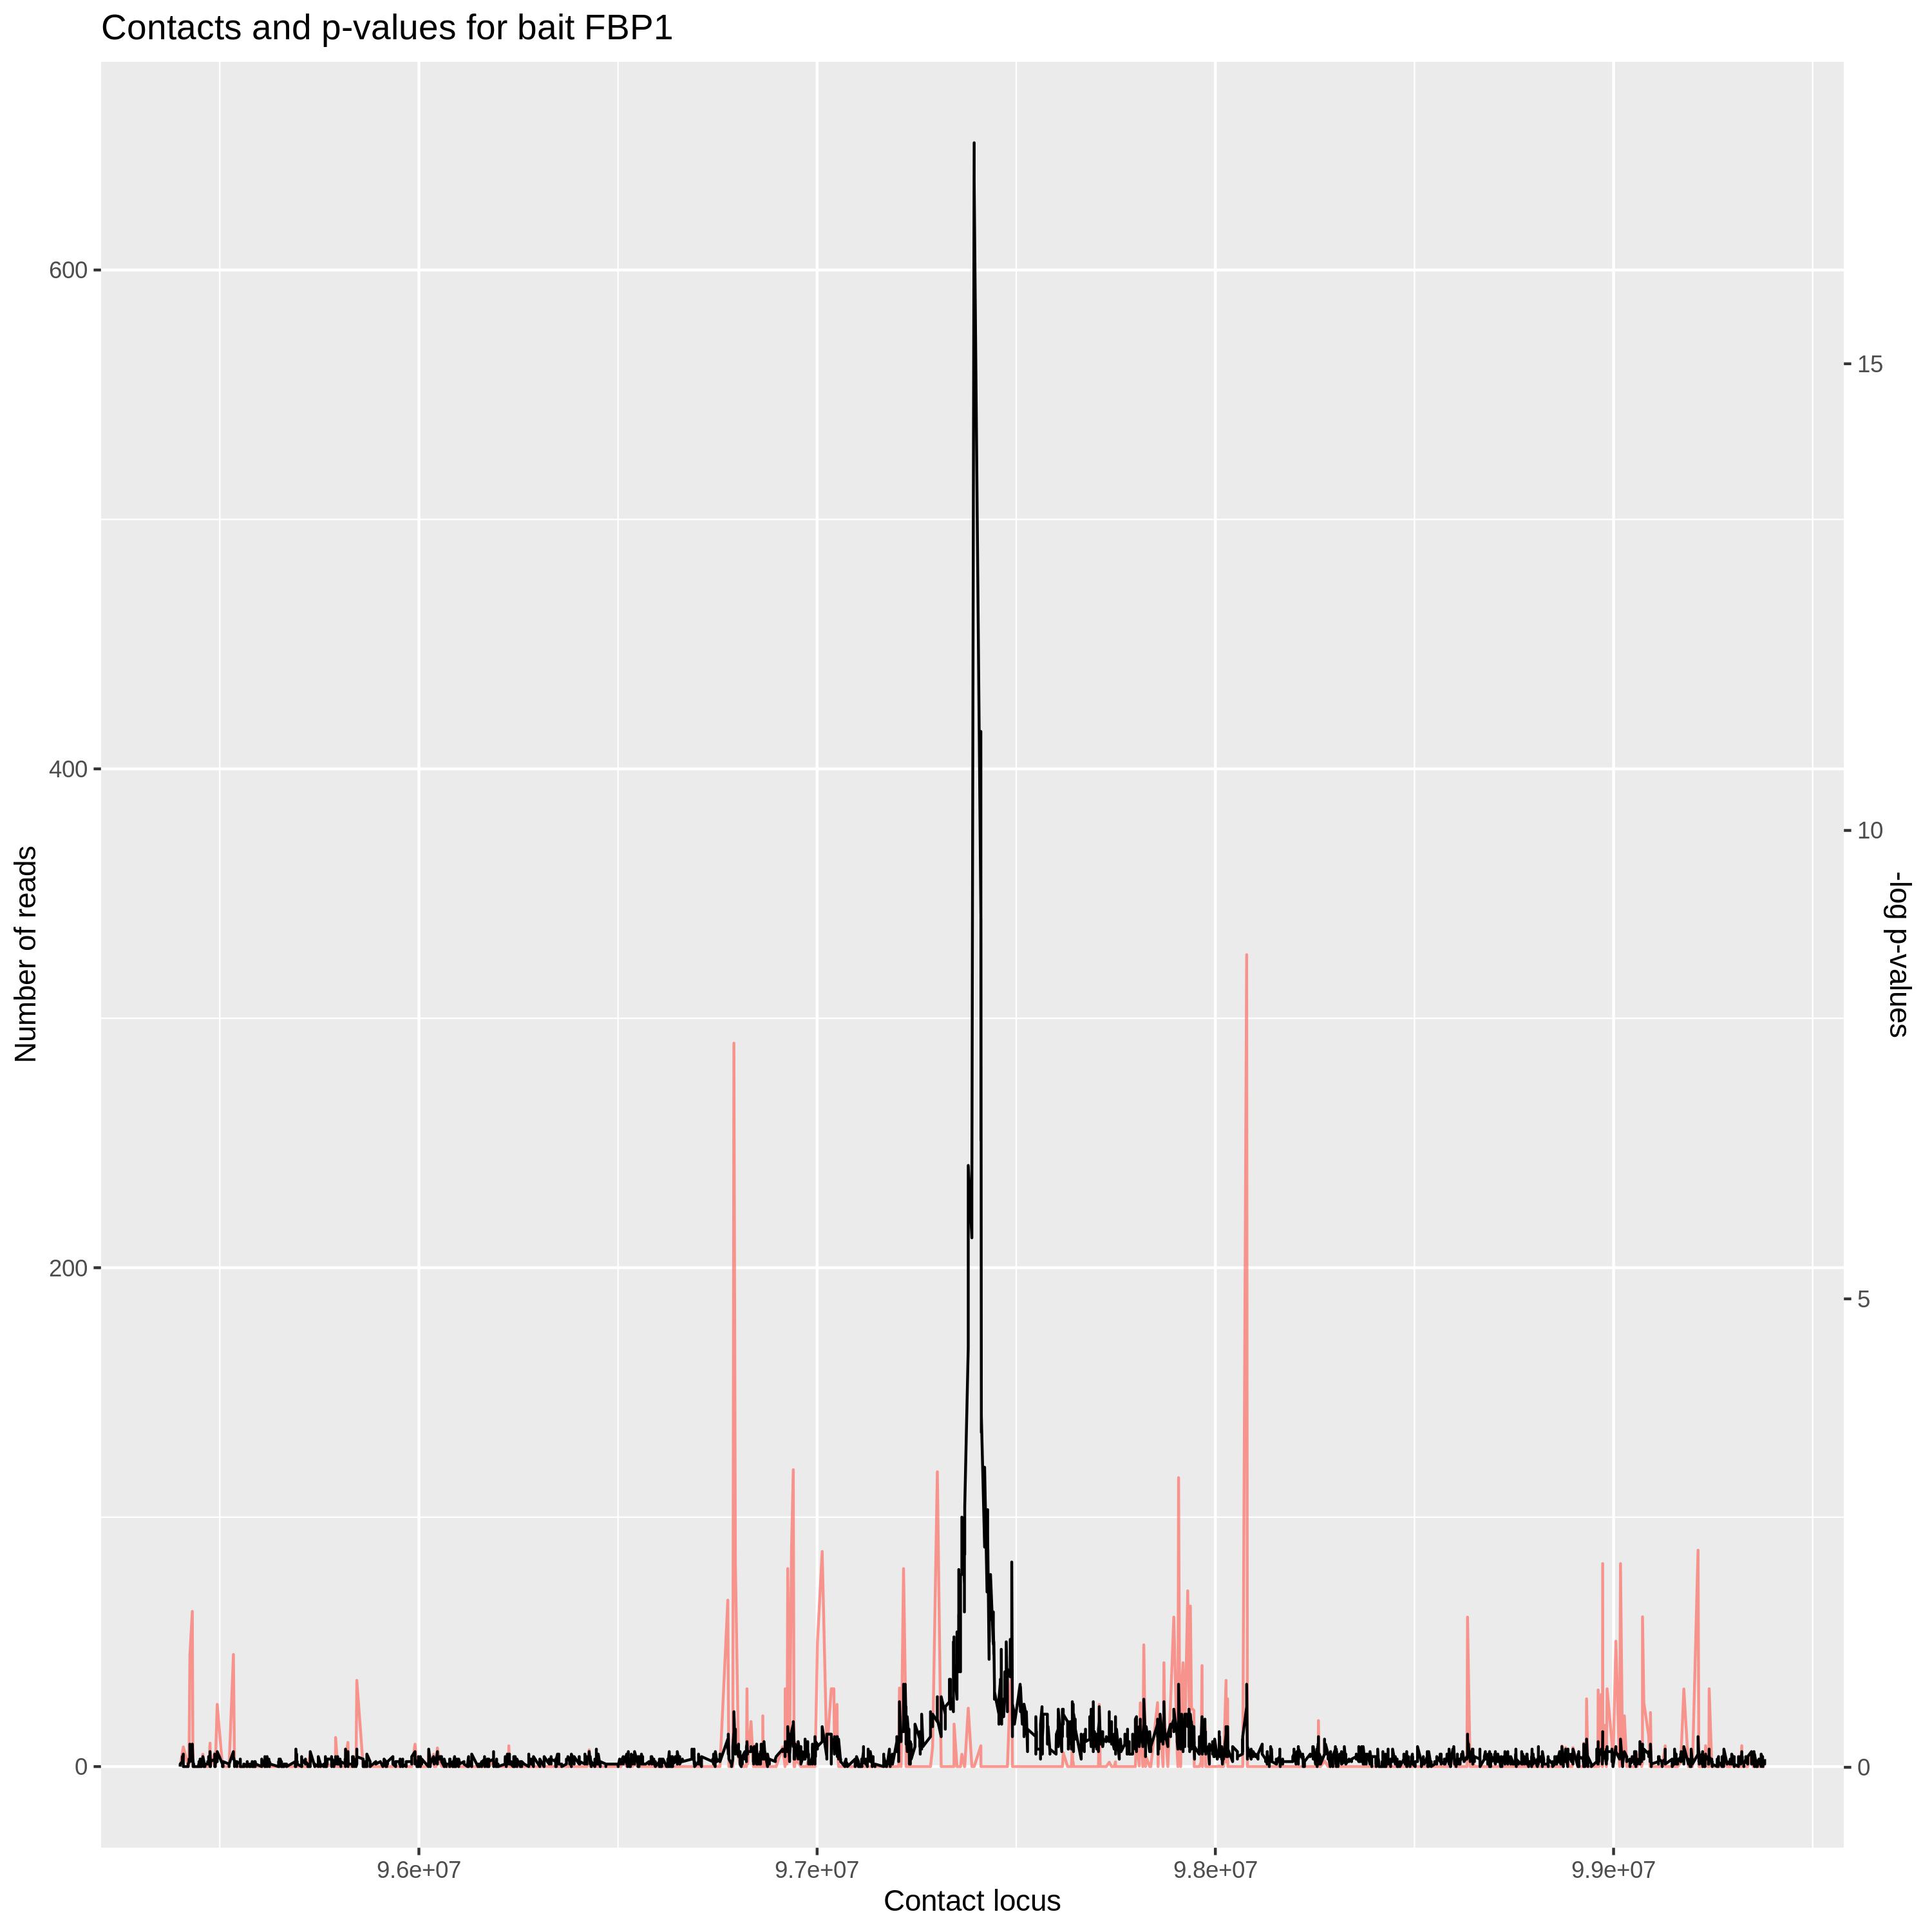 Contacts and p-values for bait FBP1
600
400
200
0
15
10
5
0
Number of reads
-log p-values
9.6e+07 9.7e+07 9.8e+07 9.9e+07
Contact locus